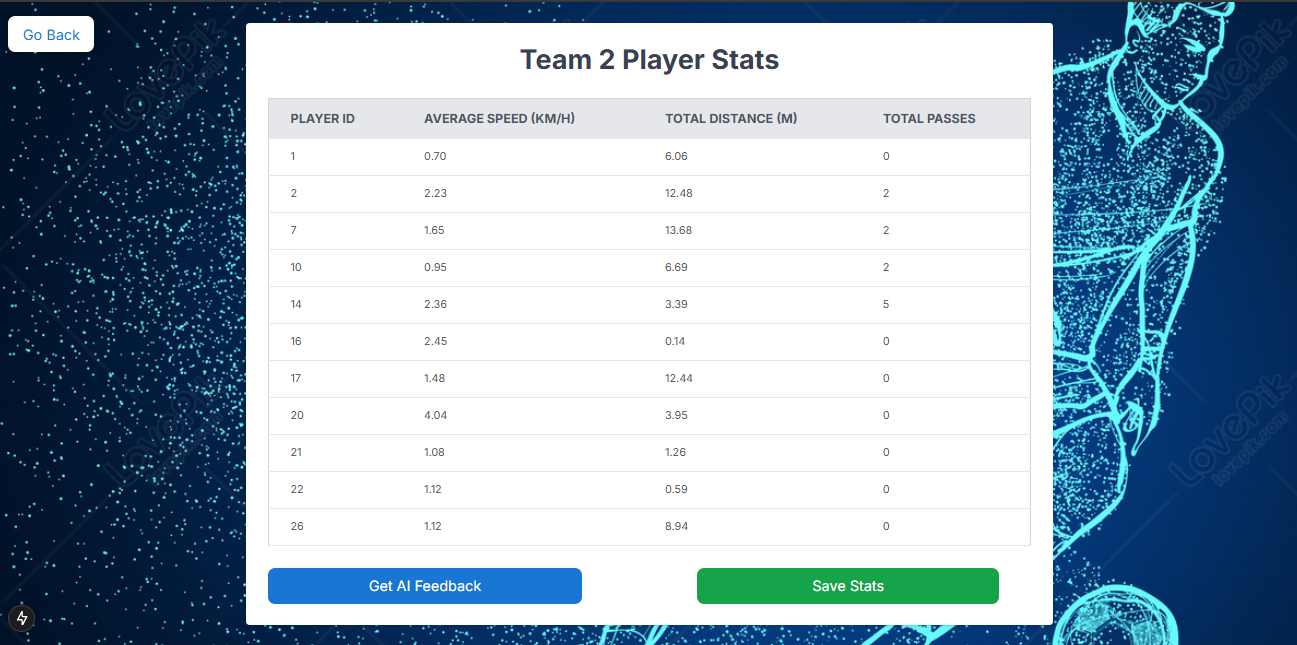 Go Back
Team 2 Player Stats
PLAYER ID AVERAGE SPEED (KM/H) TOTAL DISTANCE (M) TOTAL PASSES
1 0.70 6.06 0
2 2.23 12.48 2
7 1.65 13.68 2
10 0.95 6.69 2
14 2.36 3.39 5
16 2.45 0.14 0
17 1.48 12.44 0
20 4.04 3.95 0
21 1.08 1.26 0
22 1.12 0.59 0
26 1.12 8.94 0
Get AI Feedback Save Stats
LovePik
lovepik.com
LovePik
lovepik.com
LovePik
lovepik.com
LovePik
lovepik.com